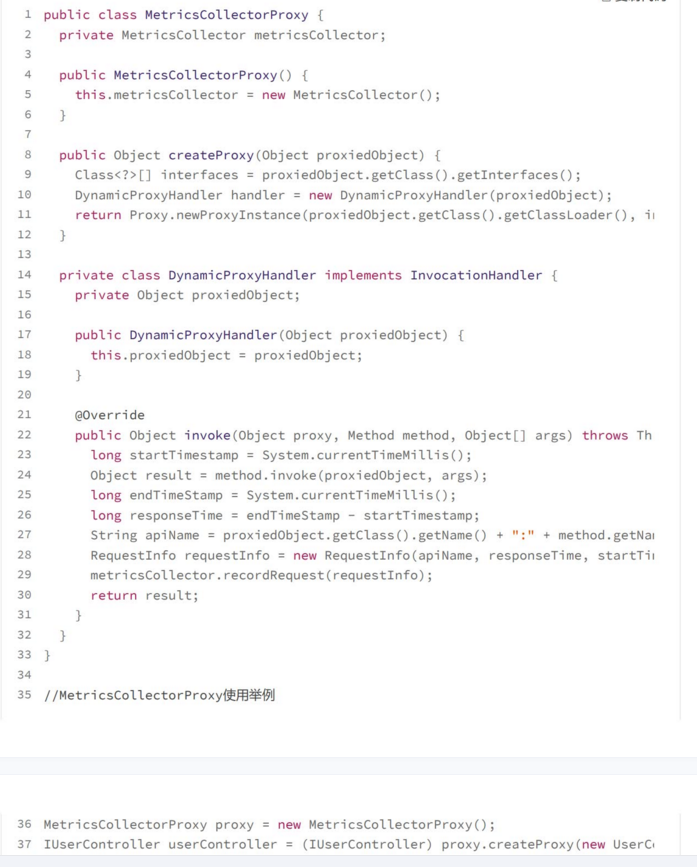 1 public class MetricsCollectorProxy {
2   private MetricsCollector metricsCollector;
3
4   public MetricsCollectorProxy() {
5     this.metricsCollector = new MetricsCollector();
6   }
7
8   public Object createProxy(Object proxiedObject) {
9     Class<?>[] interfaces = proxiedObject.getClass().getInterfaces();
10     DynamicProxyHandler handler = new DynamicProxyHandler(proxiedObject);
11     return Proxy.newProxyInstance(proxiedObject.getClass().getClassLoader(),
12   }
13
14   private class DynamicProxyHandler implements InvocationHandler {
15     private Object proxiedObject;
16
17     public DynamicProxyHandler(Object proxiedObject) {
18       this.proxiedObject = proxiedObject;
19     }
20
21     @Override
22     public Object invoke(Object proxy, Method method, Object[] args) throws Th
23       long startTimestamp = System.currentTimeMillis();
24       Object result = method.invoke(proxiedObject, args);
25       long endTimeStamp = System.currentTimeMillis();
26       long responseTime = endTimeStamp - startTimestamp;
27       String apiName = proxiedObject.getClass().getName() + ":" + method.getNa
28       RequestInfo requestInfo = new RequestInfo(apiName, responseTime, startTi
29       metricsCollector.recordRequest(requestInfo);
30       return result;
31     }
32   }
33 }
34
35 //MetricsCollectorProxy使用举例
36 MetricsCollectorProxy proxy = new MetricsCollectorProxy();
37 IUserController userController = (IUserController) proxy.createProxy(new UserC